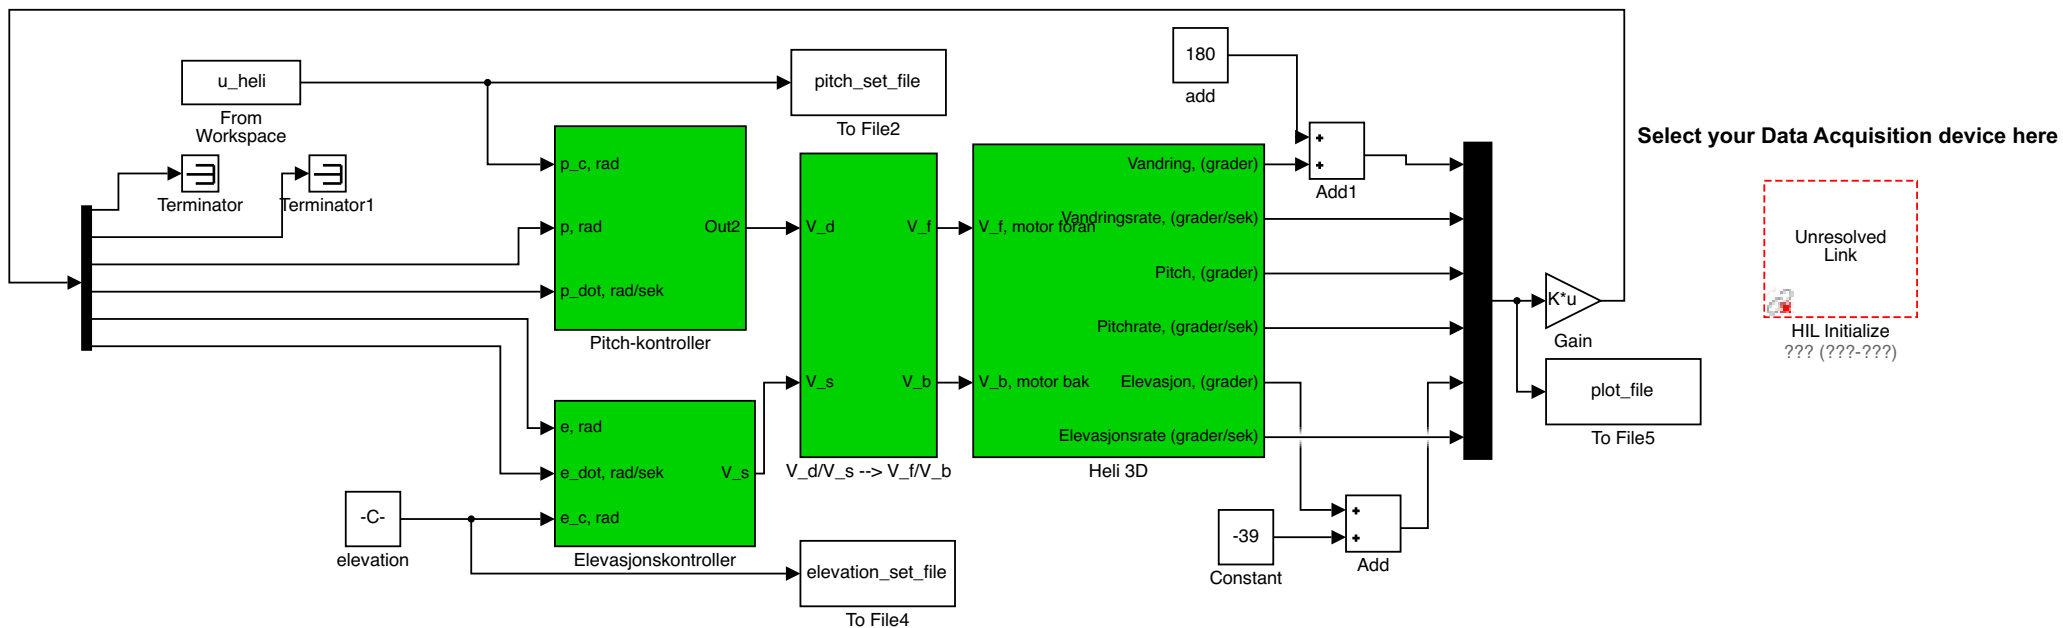 180
add
u_heli
From
Workspace
pitch_set_file
To File2
Select your Data Acquisition device here
Terminator
Terminator1
p_c, rad
p, rad
p_dot, rad/sek
Out2
Pitch-kontroller
V_d
V_s
V_f
V_b
V_d/V_s --> V_f/V_b
V_f, motor foran
V_b, motor bak
Vandring, (grader)
Vandringsrate, (grader/sek)
Pitch, (grader)
Pitchrate, (grader/sek)
Elevasjon, (grader)
Elevasjonsrate (grader/sek)
Heli 3D
+
+
Add1
K*u
Gain
Unresolved
Link
HIL Initialize
??? (???-???)
plot_file
To File5
e, rad
e_dot, rad/sek
e_c, rad
V_s
Elevasjonskontroller
-C-
elevation
elevation_set_file
To File4
-39
Constant
+
+
Add